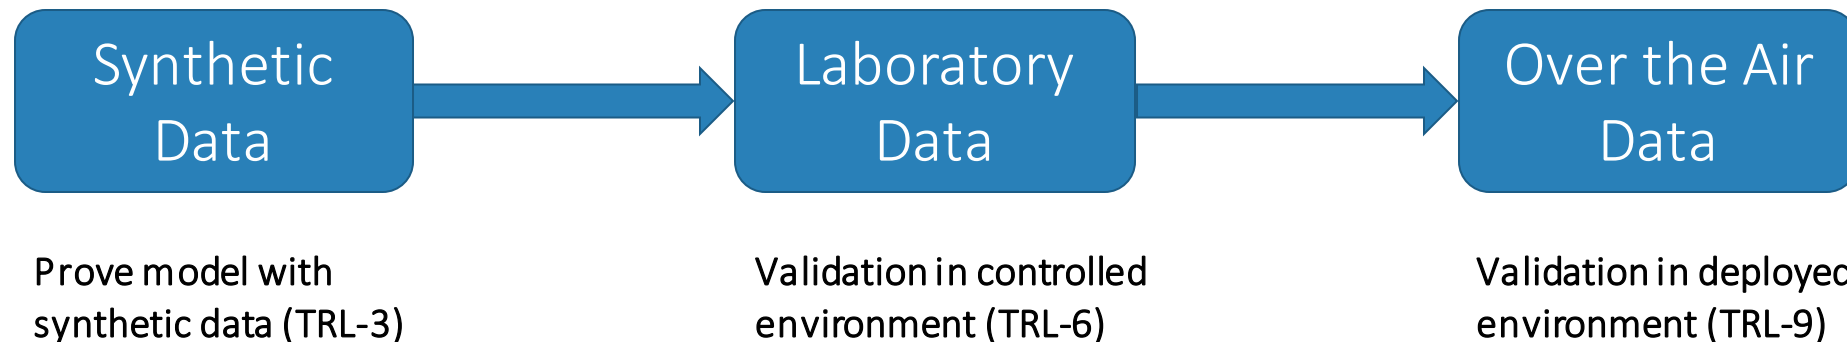 Synthetic
Data
Laboratory
Data
Over the Air
Data
Prove model with
synthetic data (TRL-3)
Validation in controlled
environment (TRL-6)
Validation in deployed
environment (TRL-9)